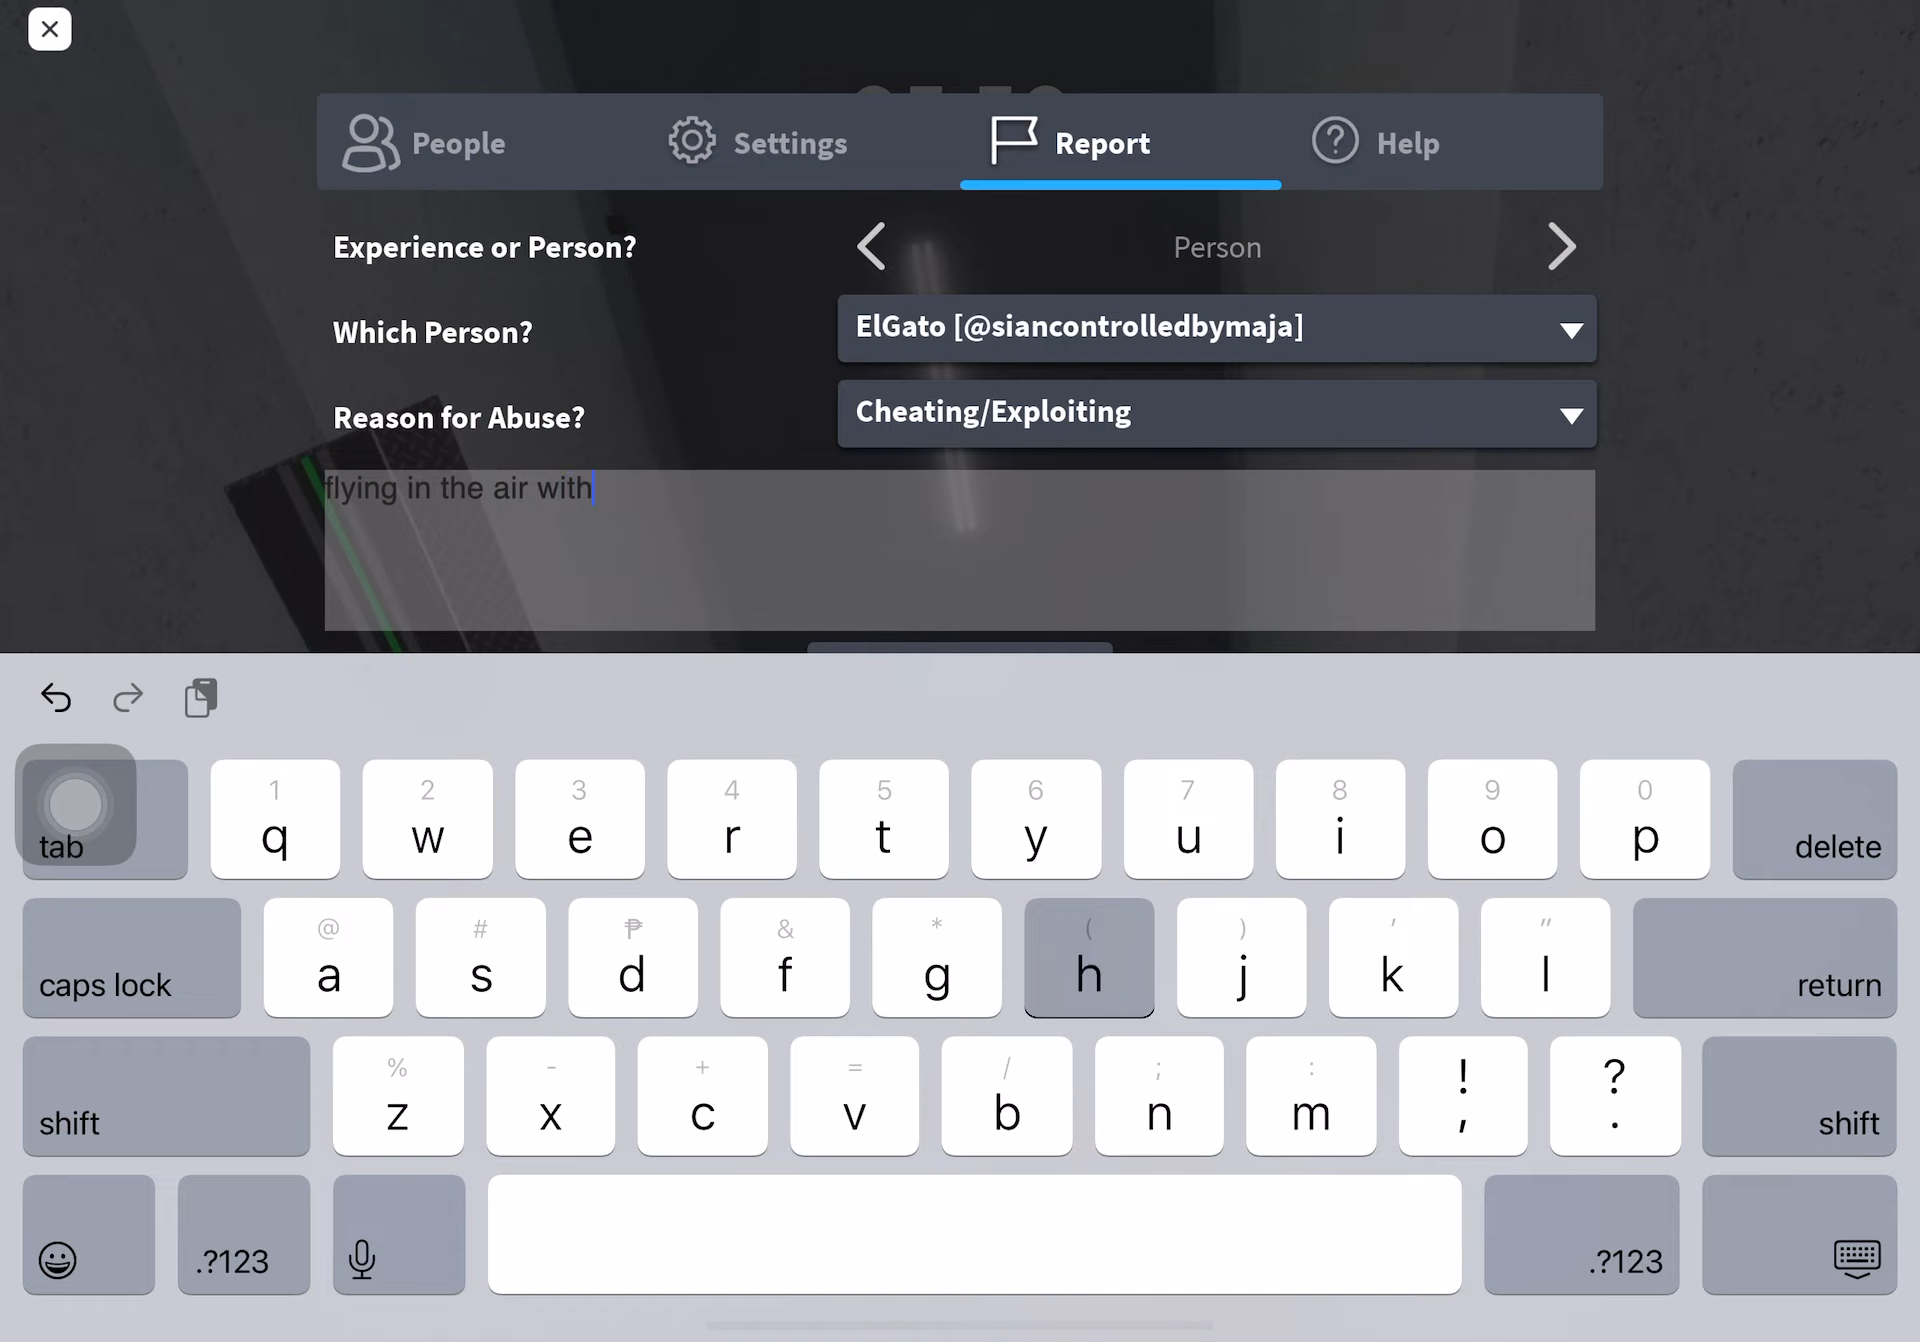 People Settings Report Help
Experience or Person? Person
Which Person? ElGato [@siancontrolledbymaja]
Reason for Abuse? Cheating/Exploiting
flying in the air with
1 2 3 4 5 6 7 8 9 0
tab q w e r t y u i o p delete
@ # ₱ & * ( ) ' "
caps lock a s d f g h j k l return
% - + = / ; : ! ?
shift z x c v b n m , . shift
.?123 .?123